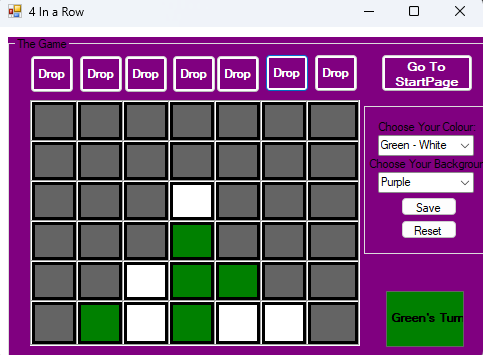 4 In a Row
The Game
Drop Drop Drop Drop Drop Drop Drop
Go To
StartPage
Choose Your Colour:
Green - White
Choose Your Backgroun
Purple
Save
Reset
Green's Turn